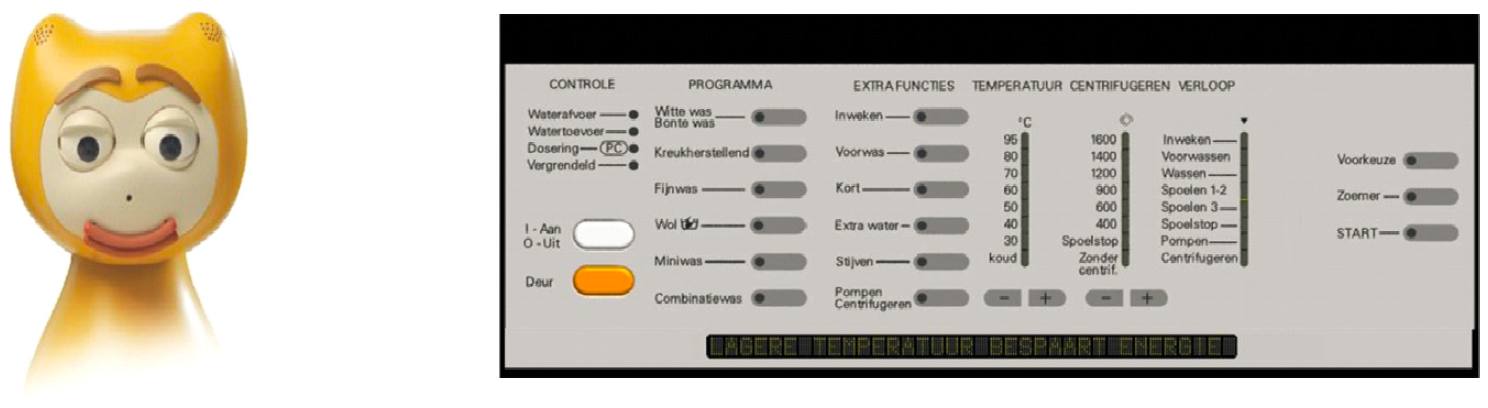 CONTROLE
Waterafvoer
Watertoevoer
Dosering PC
Vergrendeld
I - Aan
O - Uit
Deur
PROGRAMMA
Witte was
Bonte was
Kreukherstellend
Fijnwas
Wol
Miniwas
Combinatiewas
EXTRA FUNCTIES
Inweken
Voorwas
Kort
Extra water
Stijven
Pompen
Centrifugeren
TEMPERATUUR
°C
95
80
70
60
50
40
30
koud
- +
CENTRIFUGEREN
1600
1400
1200
900
600
400
Spoelstop
Zonder
centrif.
- +
VERLOOP
Inweken
Voorwassen
Wassen
Spoelen 1-2
Spoelen 3
Spoelstop
Pompen
Centrifugeren
Voorkeuze
Zoemer
START
LAGERE TEMPERATUUR BESPAART ENERGIE